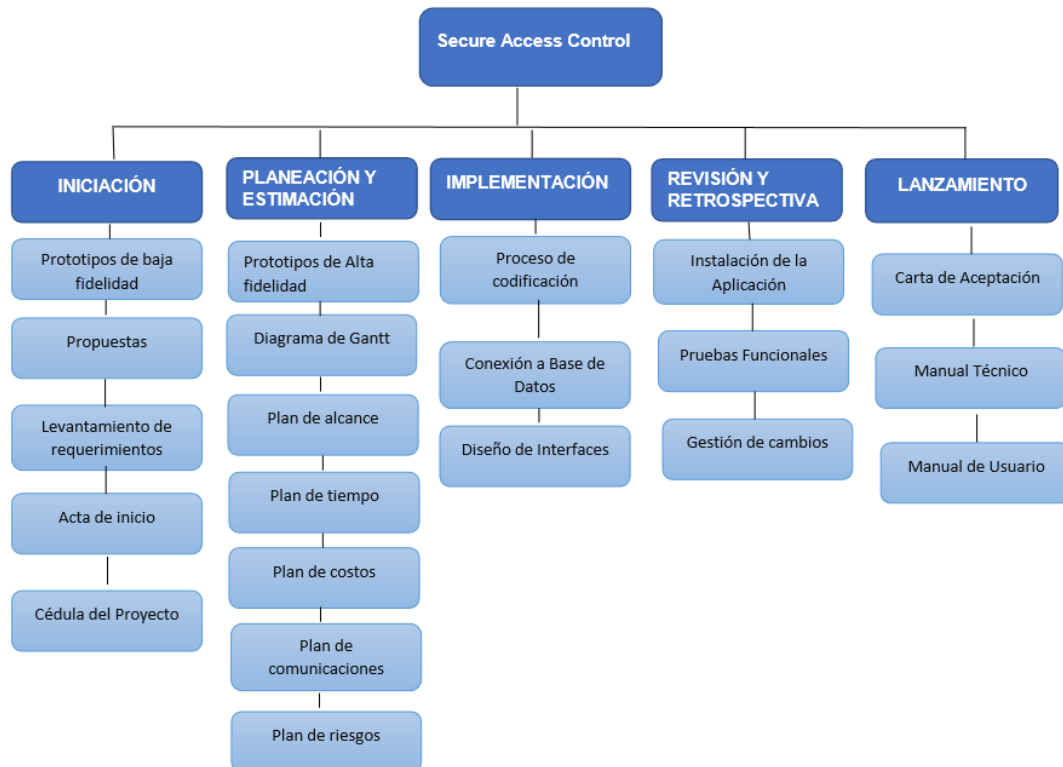 Secure Access Control
INICIACIÓN
Prototipos de baja
fidelidad
Propuestas
Levantamiento de
requerimientos
Acta de inicio
Cédula del Proyecto
PLANEACIÓN Y
ESTIMACIÓN
Prototipos de Alta
fidelidad
Diagrama de Gantt
Plan de alcance
Plan de tiempo
Plan de costos
Plan de
comunicaciones
Plan de riesgos
IMPLEMENTACIÓN
Proceso de
codificación
Conexión a Base de
Datos
Diseño de Interfaces
REVISIÓN Y
RETROSPECTIVA
Instalación de la
Aplicación
Pruebas Funcionales
Gestión de cambios
LANZAMIENTO
Carta de Aceptación
Manual Técnico
Manual de Usuario